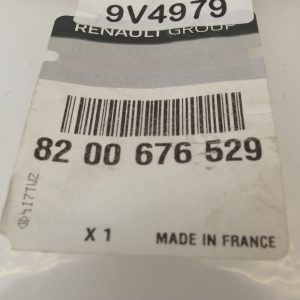 9V4979
RENAULT GROUP
82 00 676 529
X 1
MADE IN FRANCE